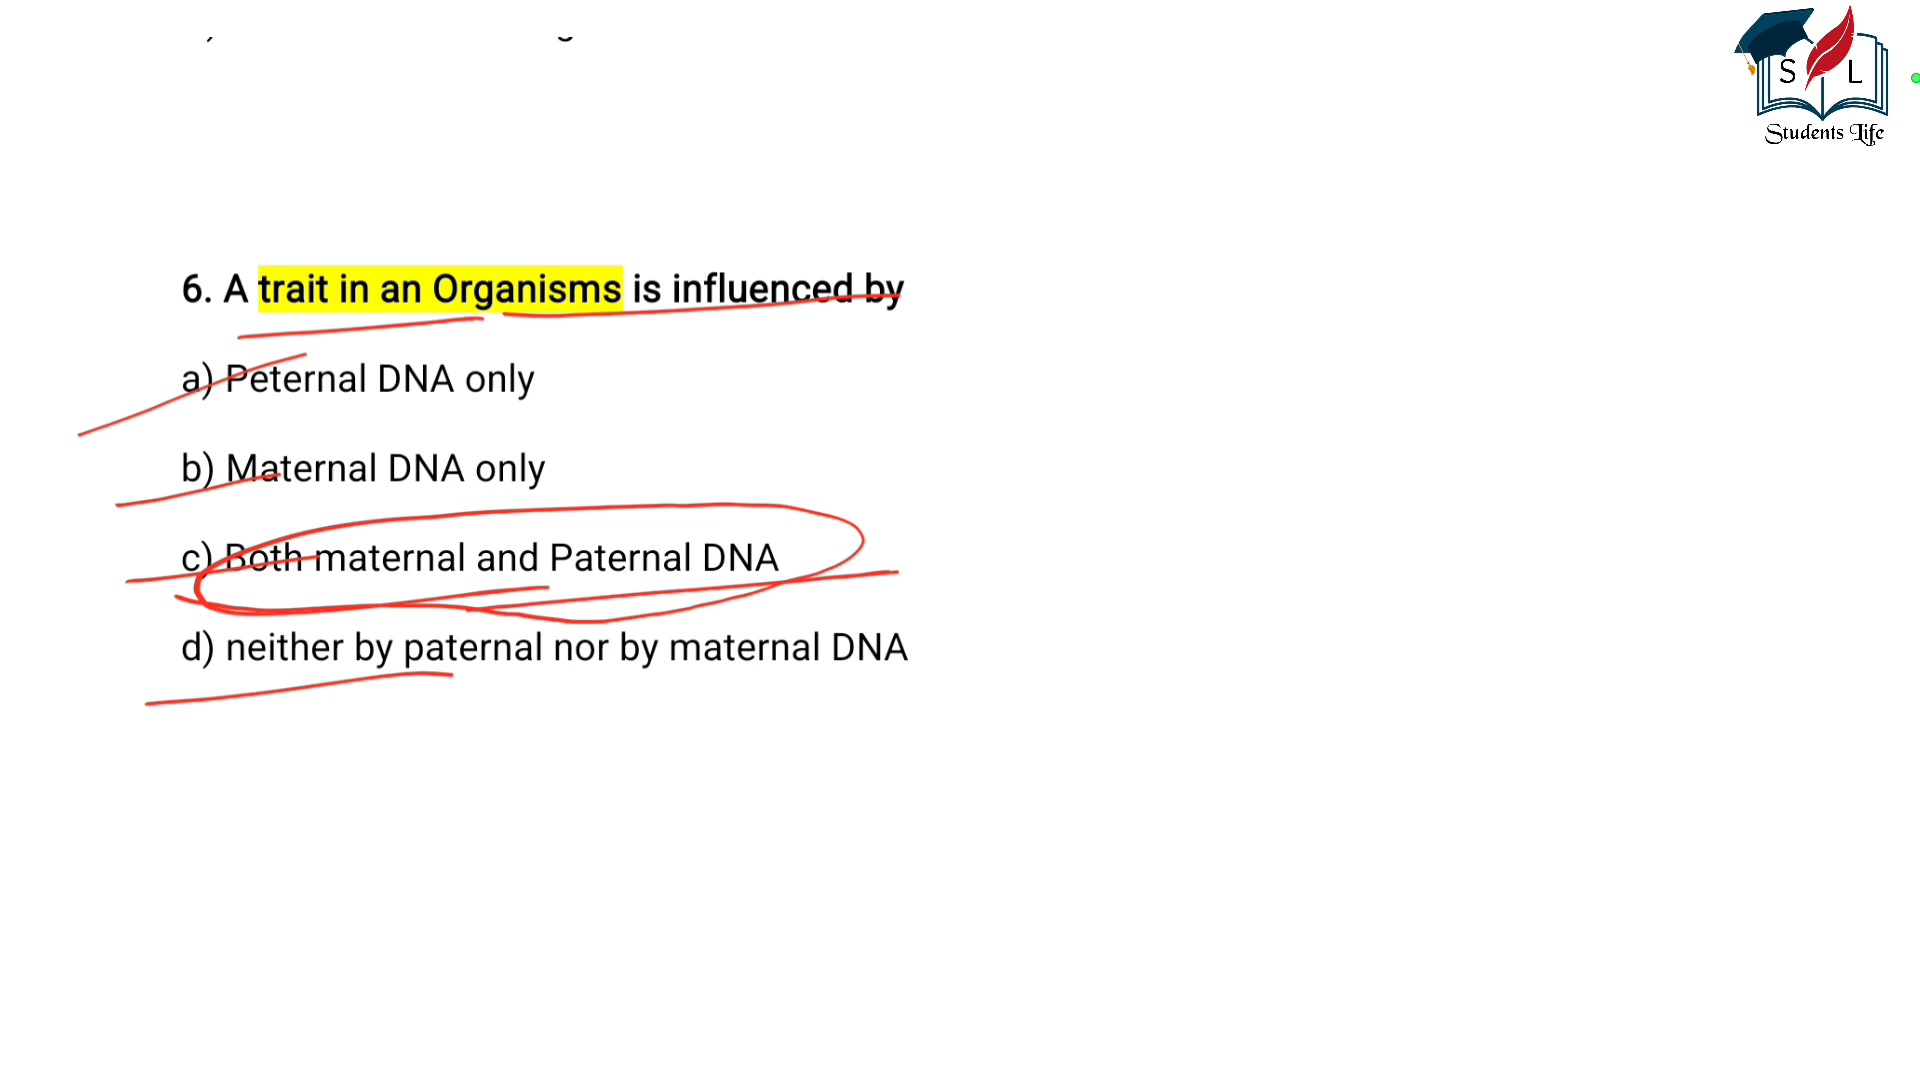 S L
Students Life
6. A trait in an Organisms is influenced by
a) Peternal DNA only
b) Maternal DNA only
c) Both maternal and Paternal DNA
d) neither by paternal nor by maternal DNA